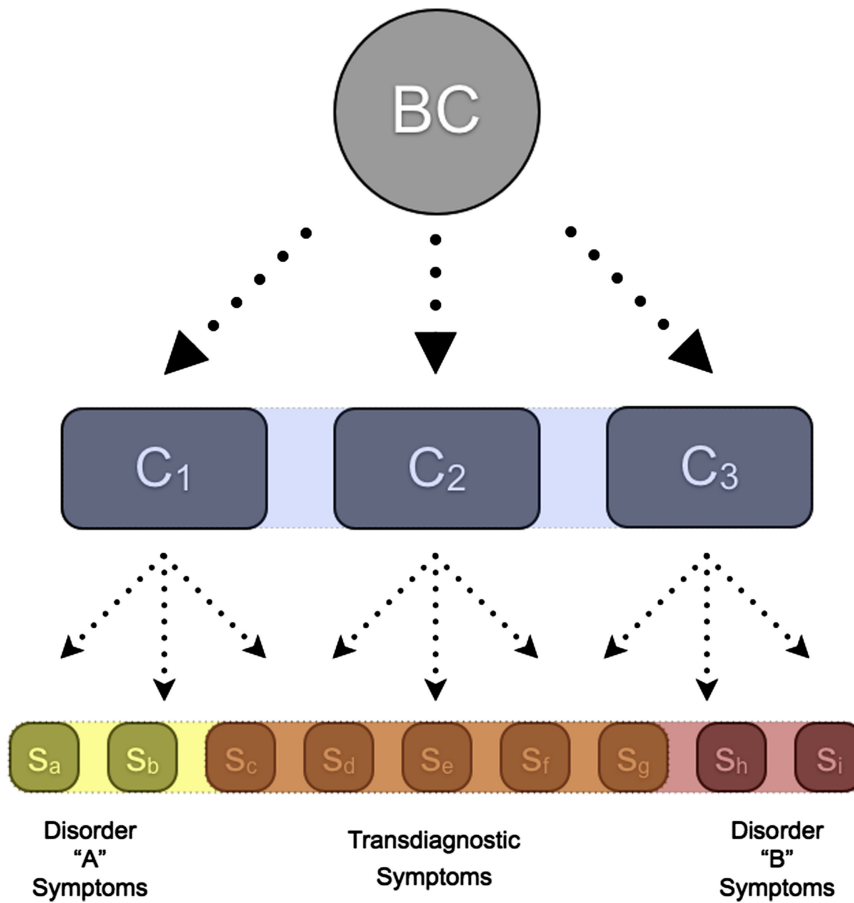 BC
C1 C2 C3
Sa Sb Sc Sd Se Sf Sg Sh Si
Disorder
"A"
Symptoms
Transdiagnostic
Symptoms
Disorder
"B"
Symptoms